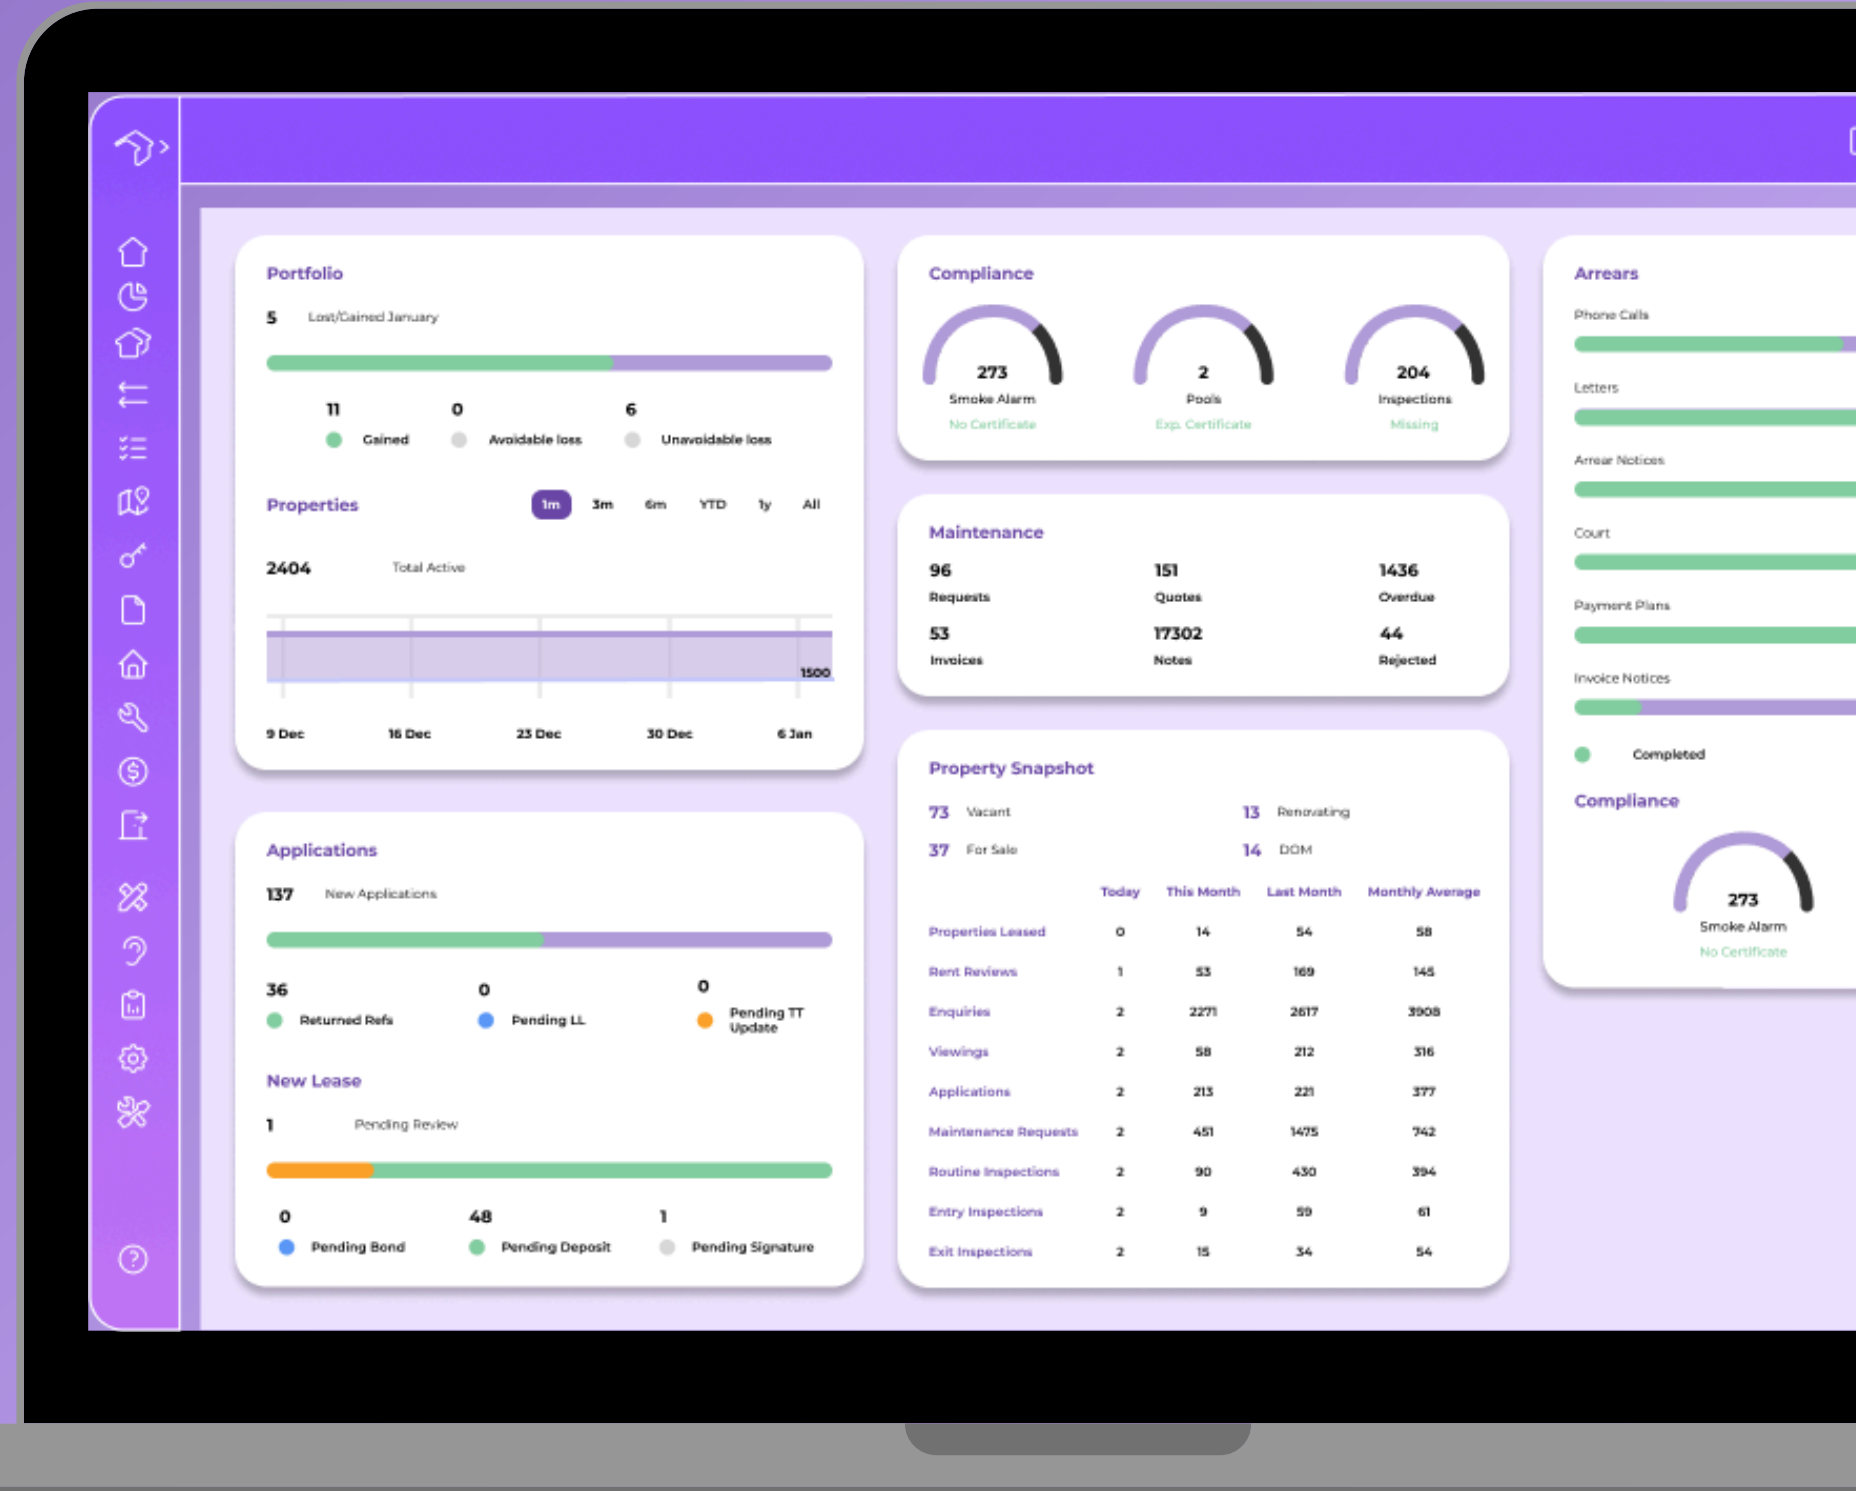 Portfolio
5 Lost/Gained January
11 0 6
Gained Avoidable loss Unavoidable loss
Properties 1m 3m 6m YTD 1y All
2404 Total Active
1500
9 Dec 16 Dec 23 Dec 30 Dec 6 Jan
Applications
137 New Applications
36 0 0
Returned Refs Pending LL Pending TT
Update
New Lease
1 Pending Review
0 48 1
Pending Bond Pending Deposit Pending Signature
Compliance
273 2 204
Smoke Alarm Pools Inspections
No Certificate Exp. Certificate Missing
Maintenance
96 151 1436
Requests Quotes Overdue
53 17302 44
Invoices Notes Rejected
Property Snapshot
73 Vacant 13 Renovating
37 For Sale 14 DOM
Today This Month Last Month Monthly Average
Properties Leased 0 14 54 58
Rent Reviews 1 53 169 145
Enquiries 2 2271 2617 3908
Viewings 2 58 212 316
Applications 2 213 221 377
Maintenance Requests 2 451 1475 742
Routine Inspections 2 90 430 394
Entry Inspections 2 9 59 61
Exit Inspections 2 15 34 54
Arrears
Phone Calls
Letters
Arrear Notices
Court
Payment Plans
Invoice Notices
Completed
Compliance
273
Smoke Alarm
No Certificate